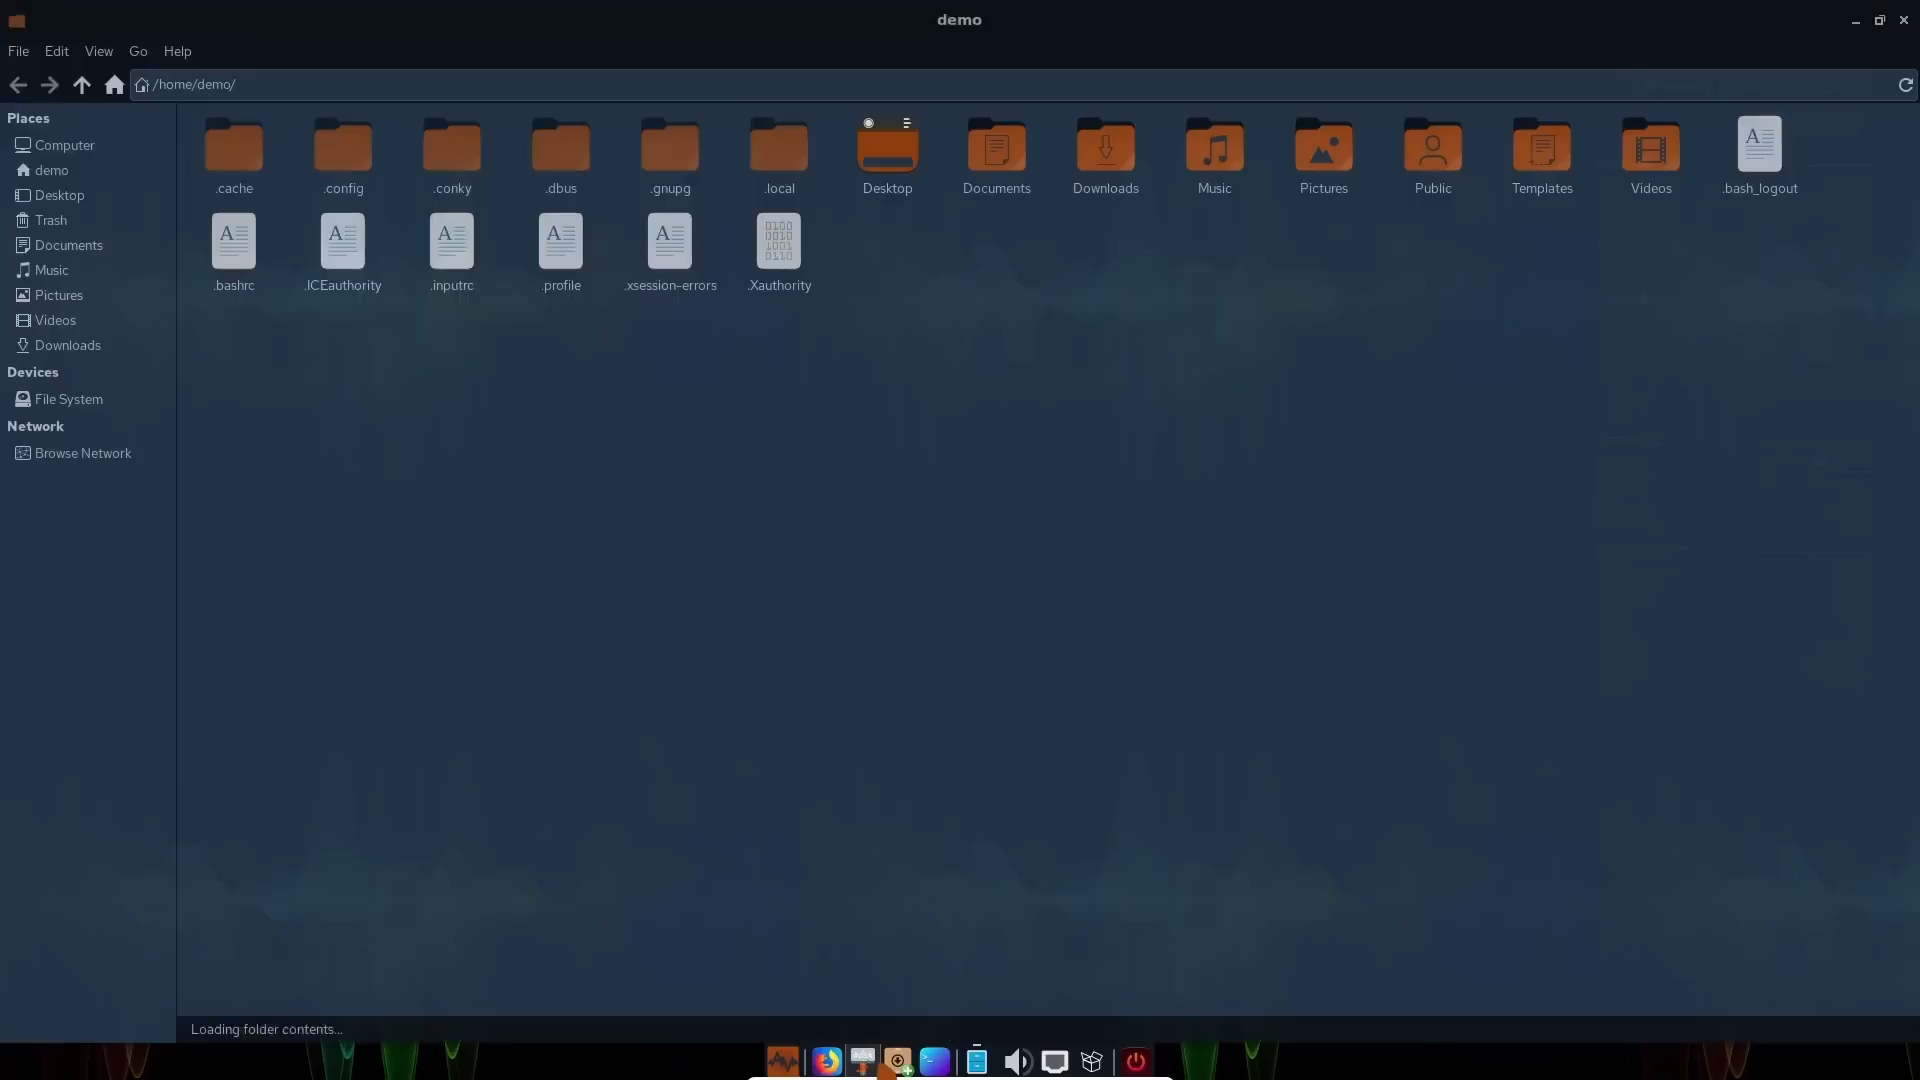 demo
File Edit View Go Help
/home/demo/
Places
Computer
demo
Desktop
Trash
Documents
Music
Pictures
Videos
Downloads
Devices
File System
Network
Browse Network
.cache .config .conky .dbus .gnupg .local Desktop Documents Downloads Music Pictures Public Templates Videos .bash_logout
.bashrc .ICEauthority .inputrc .profile .xsession-errors .Xauthority
Loading folder contents...